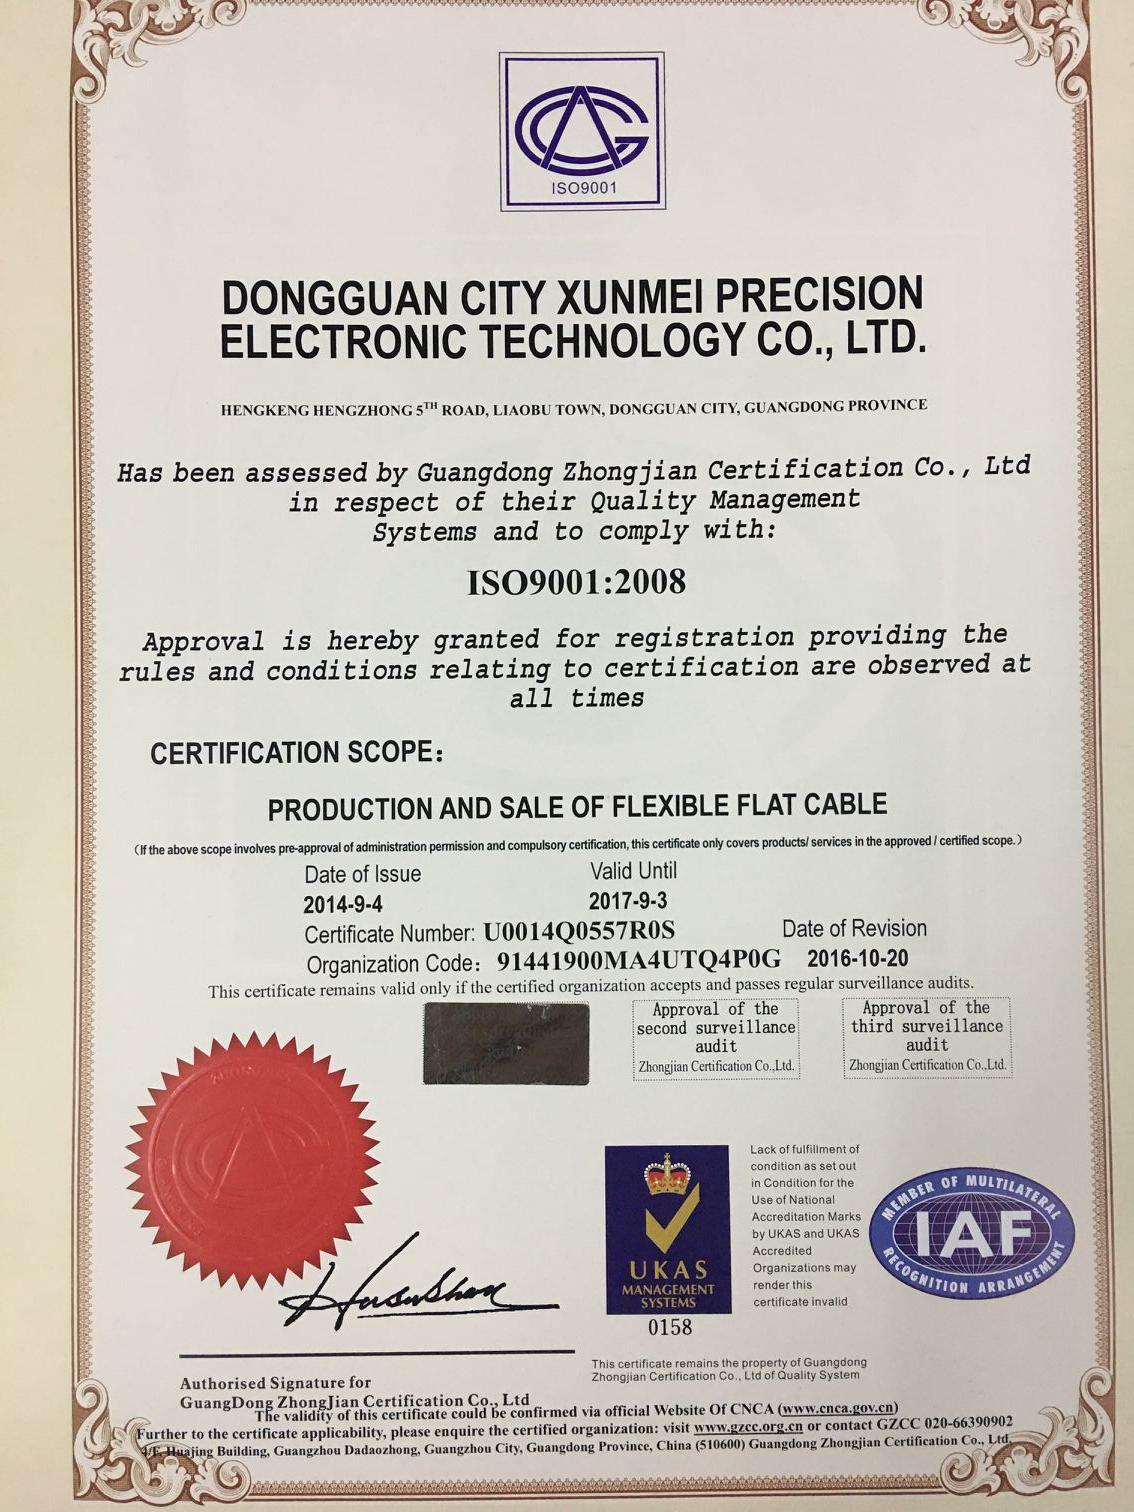 ISO9001
DONGGUAN CITY XUNMEI PRECISION
ELECTRONIC TECHNOLOGY CO., LTD.
HENGKENG HENGZHONG 5TH ROAD, LIAOBU TOWN, DONGGUAN CITY, GUANGDONG PROVINCE
Has been assessed by Guangdong Zhongjian Certification Co., Ltd
in respect of their Quality Management
Systems and to comply with:
ISO9001:2008
Approval is hereby granted for registration providing the
rules and conditions relating to certification are observed at
all times
CERTIFICATION SCOPE:
PRODUCTION AND SALE OF FLEXIBLE FLAT CABLE
(If the above scope involves pre-approval of administration permission and compulsory certification, this certificate only covers products/ services in the approved / certified scope.)
Date of Issue Valid Until
2014-9-4 2017-9-3
Certificate Number: U0014Q0557R0S Date of Revision
Organization Code: 91441900MA4UTQ4P0G 2016-10-20
This certificate remains valid only if the certified organization accepts and passes regular surveillance audits.
Approval of the
second surveillance
audit
Zhongjian Certification Co.,Ltd.
Approval of the
third surveillance
audit
Zhongjian Certification Co.,Ltd.
UKAS
MANAGEMENT
SYSTEMS
0158
Lack of fulfillment of
condition as set out
in Condition for the
Use of National
Accreditation Marks
by UKAS and UKAS
Accredited
Organizations may
render this
certificate invalid
MEMBER OF MULTILATERAL
IAF
RECOGNITION ARRANGEMENT
This certificate remains the property of Guangdong
Zhongjian Certification Co., Ltd of Quality System
Authorised Signature for
GuangDong ZhongJian Certification Co., Ltd
The validity of this certificate could be confirmed via official Website Of CNCA (www.cnca.gov.cn)
Further to the certificate applicability, please enquire the certified organization: visit www.gzcc.org.cn or contact GZCC 020-66390902
4/F, Huajing Building, Guangzhou Dadaozhong, Guangzhou City, Guangdong Province, China (510600) Guangdong Zhongjian Certification Co., Ltd.